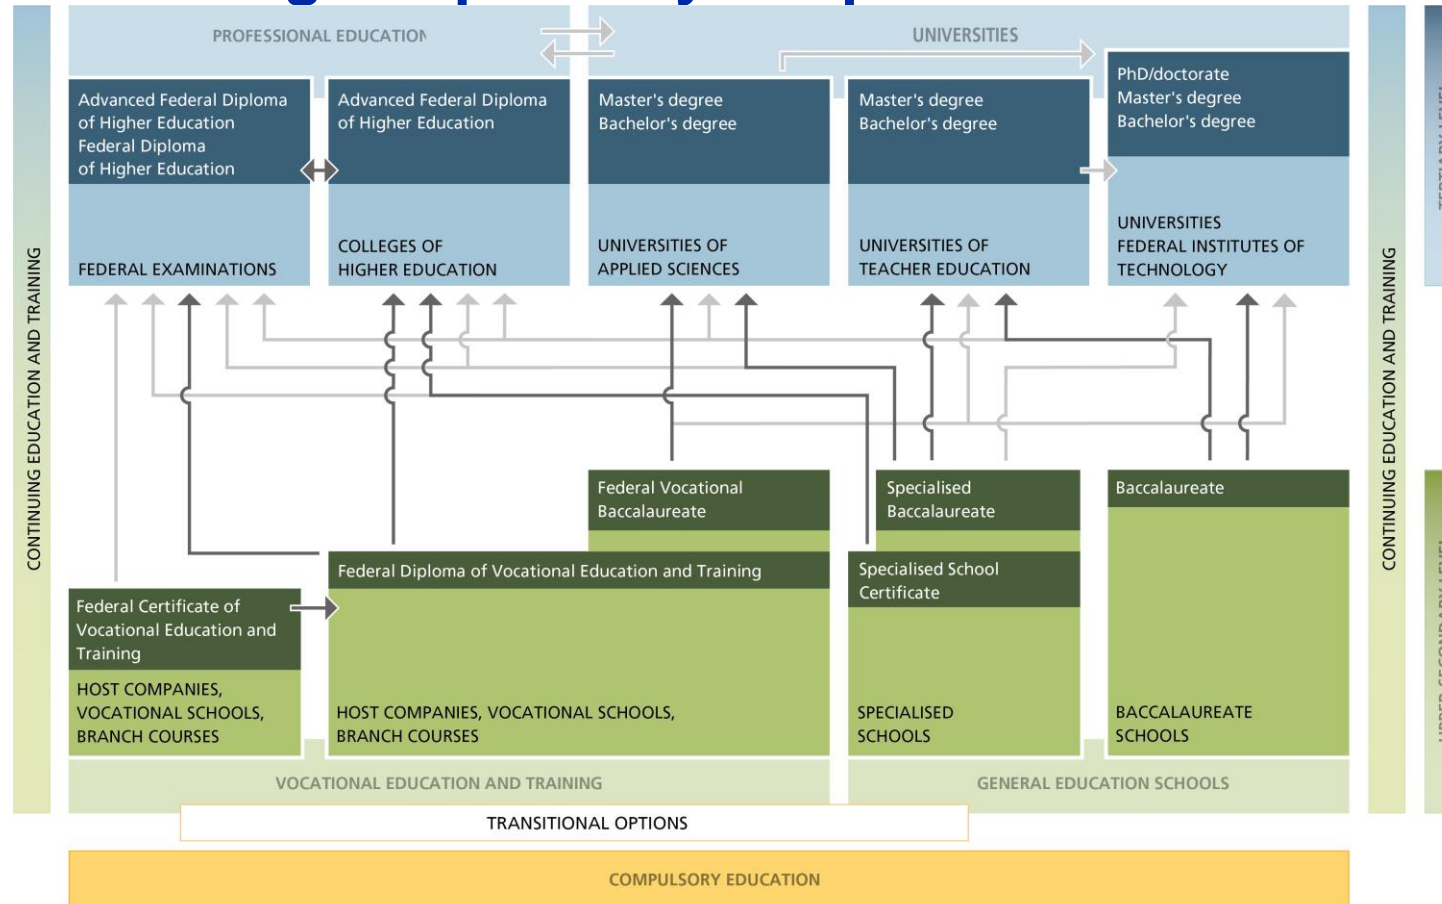 PROFESSIONAL EDUCATION
UNIVERSITIES
Advanced Federal Diploma
of Higher Education
Federal Diploma
of Higher Education
Advanced Federal Diploma
of Higher Education
Master's degree
Bachelor's degree
Master's degree
Bachelor's degree
PhD/doctorate
Master's degree
Bachelor's degree
FEDERAL EXAMINATIONS
COLLEGES OF
HIGHER EDUCATION
UNIVERSITIES OF
APPLIED SCIENCES
UNIVERSITIES OF
TEACHER EDUCATION
UNIVERSITIES
FEDERAL INSTITUTES OF
TECHNOLOGY
CONTINUING EDUCATION AND TRAINING
CONTINUING EDUCATION AND TRAINING
Federal Vocational
Baccalaureate
Specialised
Baccalaureate
Baccalaureate
Federal Diploma of Vocational Education and Training
Specialised School
Certificate
Federal Certificate of
Vocational Education and
Training
HOST COMPANIES,
VOCATIONAL SCHOOLS,
BRANCH COURSES
HOST COMPANIES, VOCATIONAL SCHOOLS,
BRANCH COURSES
SPECIALISED
SCHOOLS
BACCALAUREATE
SCHOOLS
VOCATIONAL EDUCATION AND TRAINING
GENERAL EDUCATION SCHOOLS
TRANSITIONAL OPTIONS
COMPULSORY EDUCATION